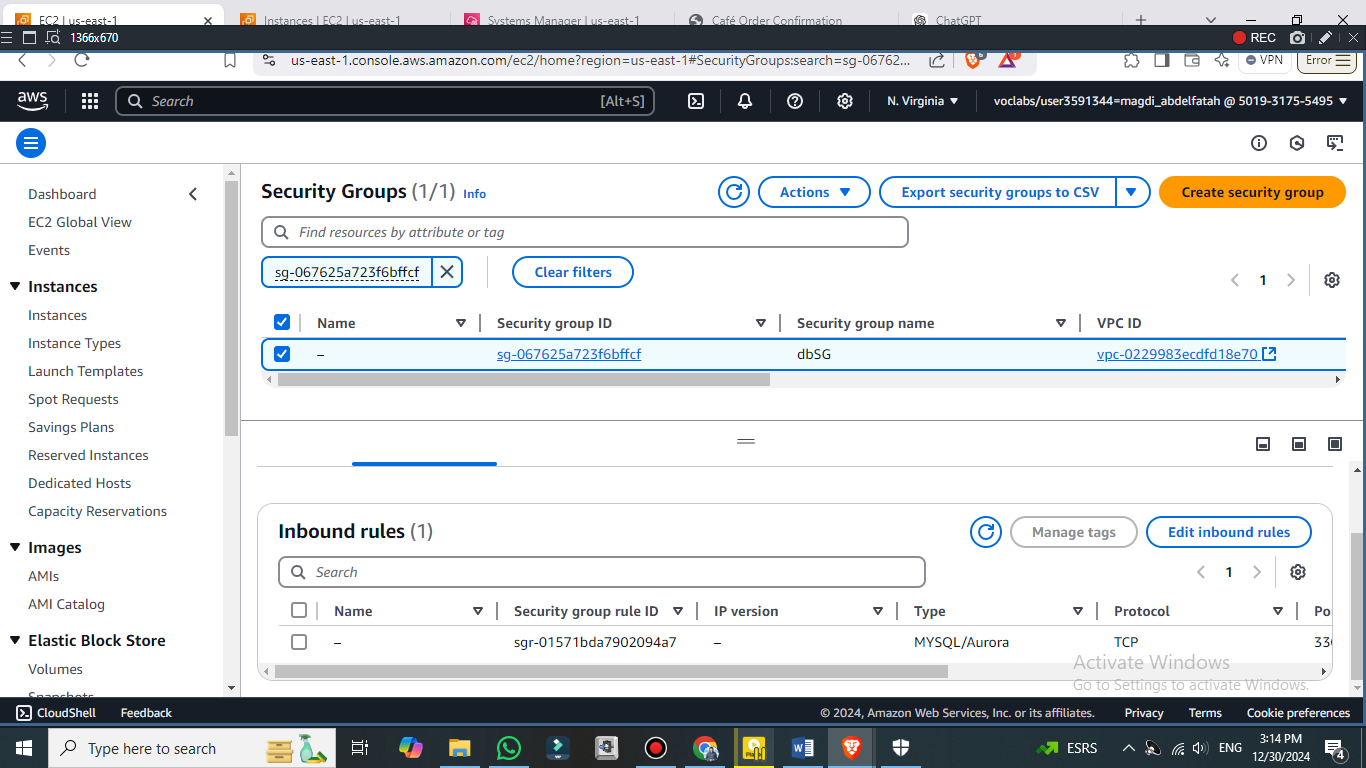 EC2 | us-east-1
Instances | EC2 | us-east-1
Systems Manager | us-east-1
Café Order Confirmation
ChatGPT
1366x670
REC
us-east-1.console.aws.amazon.com/ec2/home?region=us-east-1#SecurityGroups:search=sg-06762...
VPN
Error
aws
Search
[Alt+S]
N. Virginia
voclabs/user3591344=magdi_abdelfatah @ 5019-3175-5495
Dashboard
EC2 Global View
Events
Instances
Instances
Instance Types
Launch Templates
Spot Requests
Savings Plans
Reserved Instances
Dedicated Hosts
Capacity Reservations
Images
AMIs
AMI Catalog
Elastic Block Store
Volumes
Snapshots
Security Groups (1/1) Info
Actions
Export security groups to CSV
Create security group
Find resources by attribute or tag
sg-067625a723f6bffcf
Clear filters
1
Name
Security group ID
Security group name
VPC ID
–
sg-067625a723f6bffcf
dbSG
vpc-0229983ecdfd18e70
Inbound rules (1)
Manage tags
Edit inbound rules
Search
1
Name
Security group rule ID
IP version
Type
Protocol
Po
–
sgr-01571bda7902094a7
–
MYSQL/Aurora
TCP
33
Activate Windows
Go to Settings to activate Windows.
CloudShell
Feedback
© 2024, Amazon Web Services, Inc. or its affiliates.
Privacy
Terms
Cookie preferences
Type here to search
ESRS
ENG
3:14 PM
12/30/2024
4